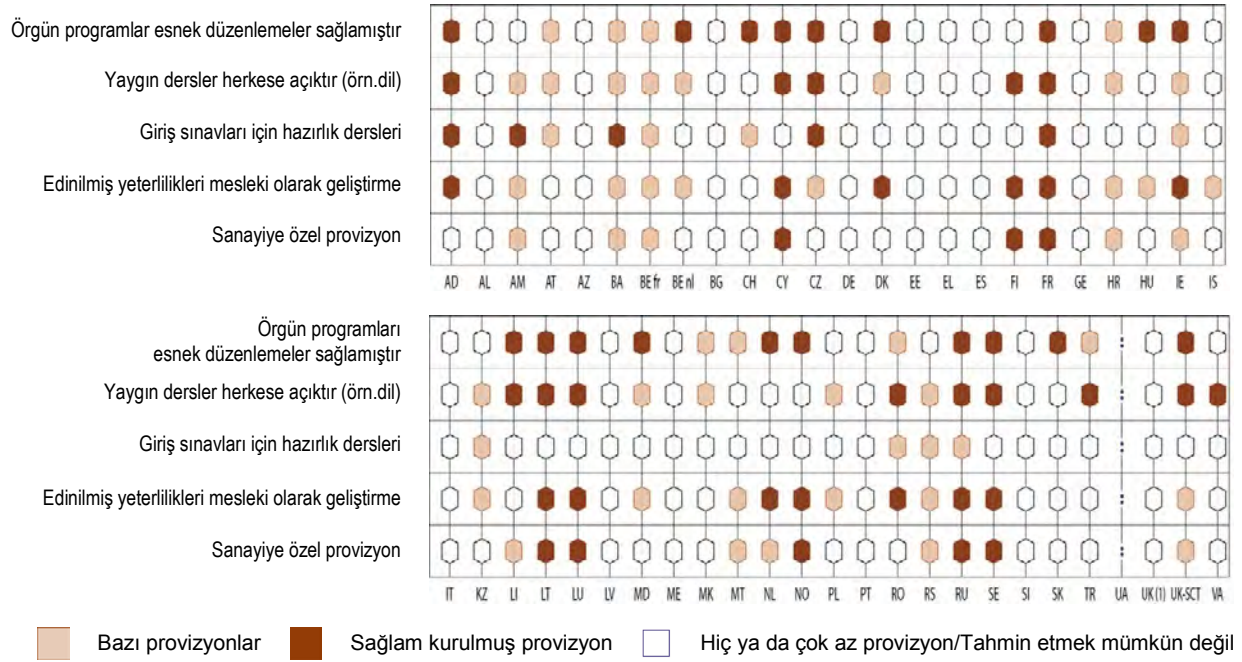 Örgün programlar esnek düzenlemeler sağlamıştır
Yaygın dersler herkese açıktır (örn.dil)
Giriş sınavları için hazırlık dersleri
Edinilmiş yeterlilikleri mesleki olarak geliştirme
Sanayiye özel provizyon
AD AL AM AT AZ BA BE fr BE nl BG CH CY CZ DE DK EE EL ES FI FR GE HR HU IE IS
Örgün programları
esnek düzenlemeler sağlamıştır
Yaygın dersler herkese açıktır (örn.dil)
Giriş sınavları için hazırlık dersleri
Edinilmiş yeterlilikleri mesleki olarak geliştirme
Sanayiye özel provizyon
IT KZ LI LT LU LV MD ME MK MT NL NO PL PT RO RS RU SE SI SK TR UA UK (1) UK-SCT VA
Bazı provizyonlar Sağlam kurulmuş provizyon Hiç ya da çok az provizyon/Tahmin etmek mümkün değil